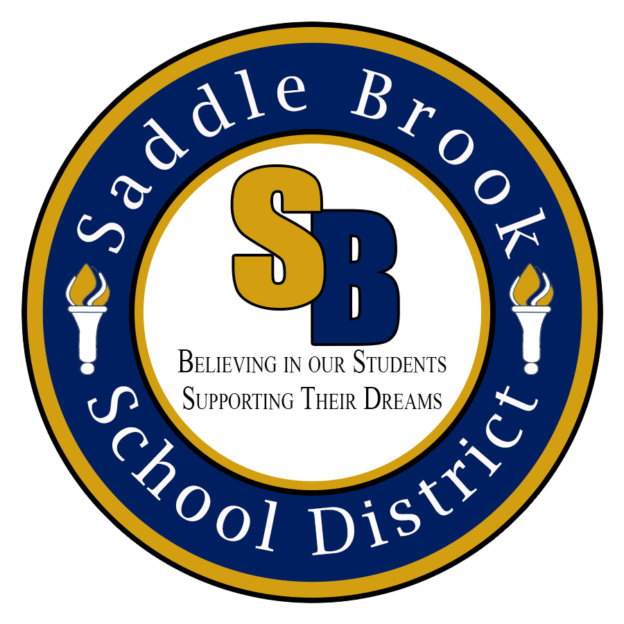 Saddle Brook
SB
Believing in our Students
Supporting Their Dreams
School District